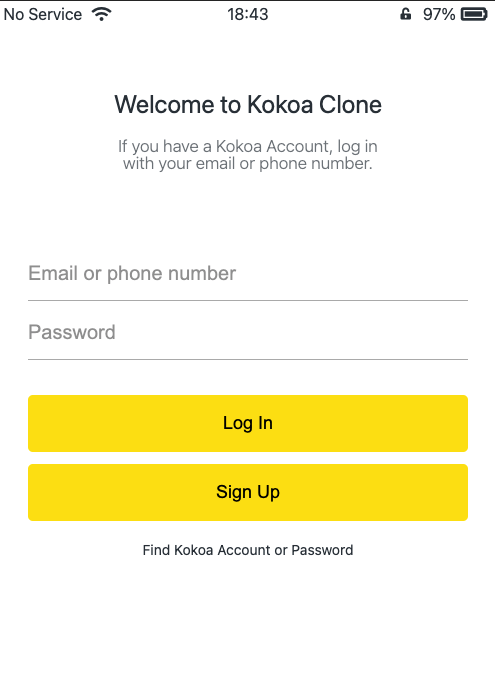 No Service 18:43 97%
Welcome to Kokoa Clone
If you have a Kokoa Account, log in
with your email or phone number.
Email or phone number
Password
Log In
Sign Up
Find Kokoa Account or Password